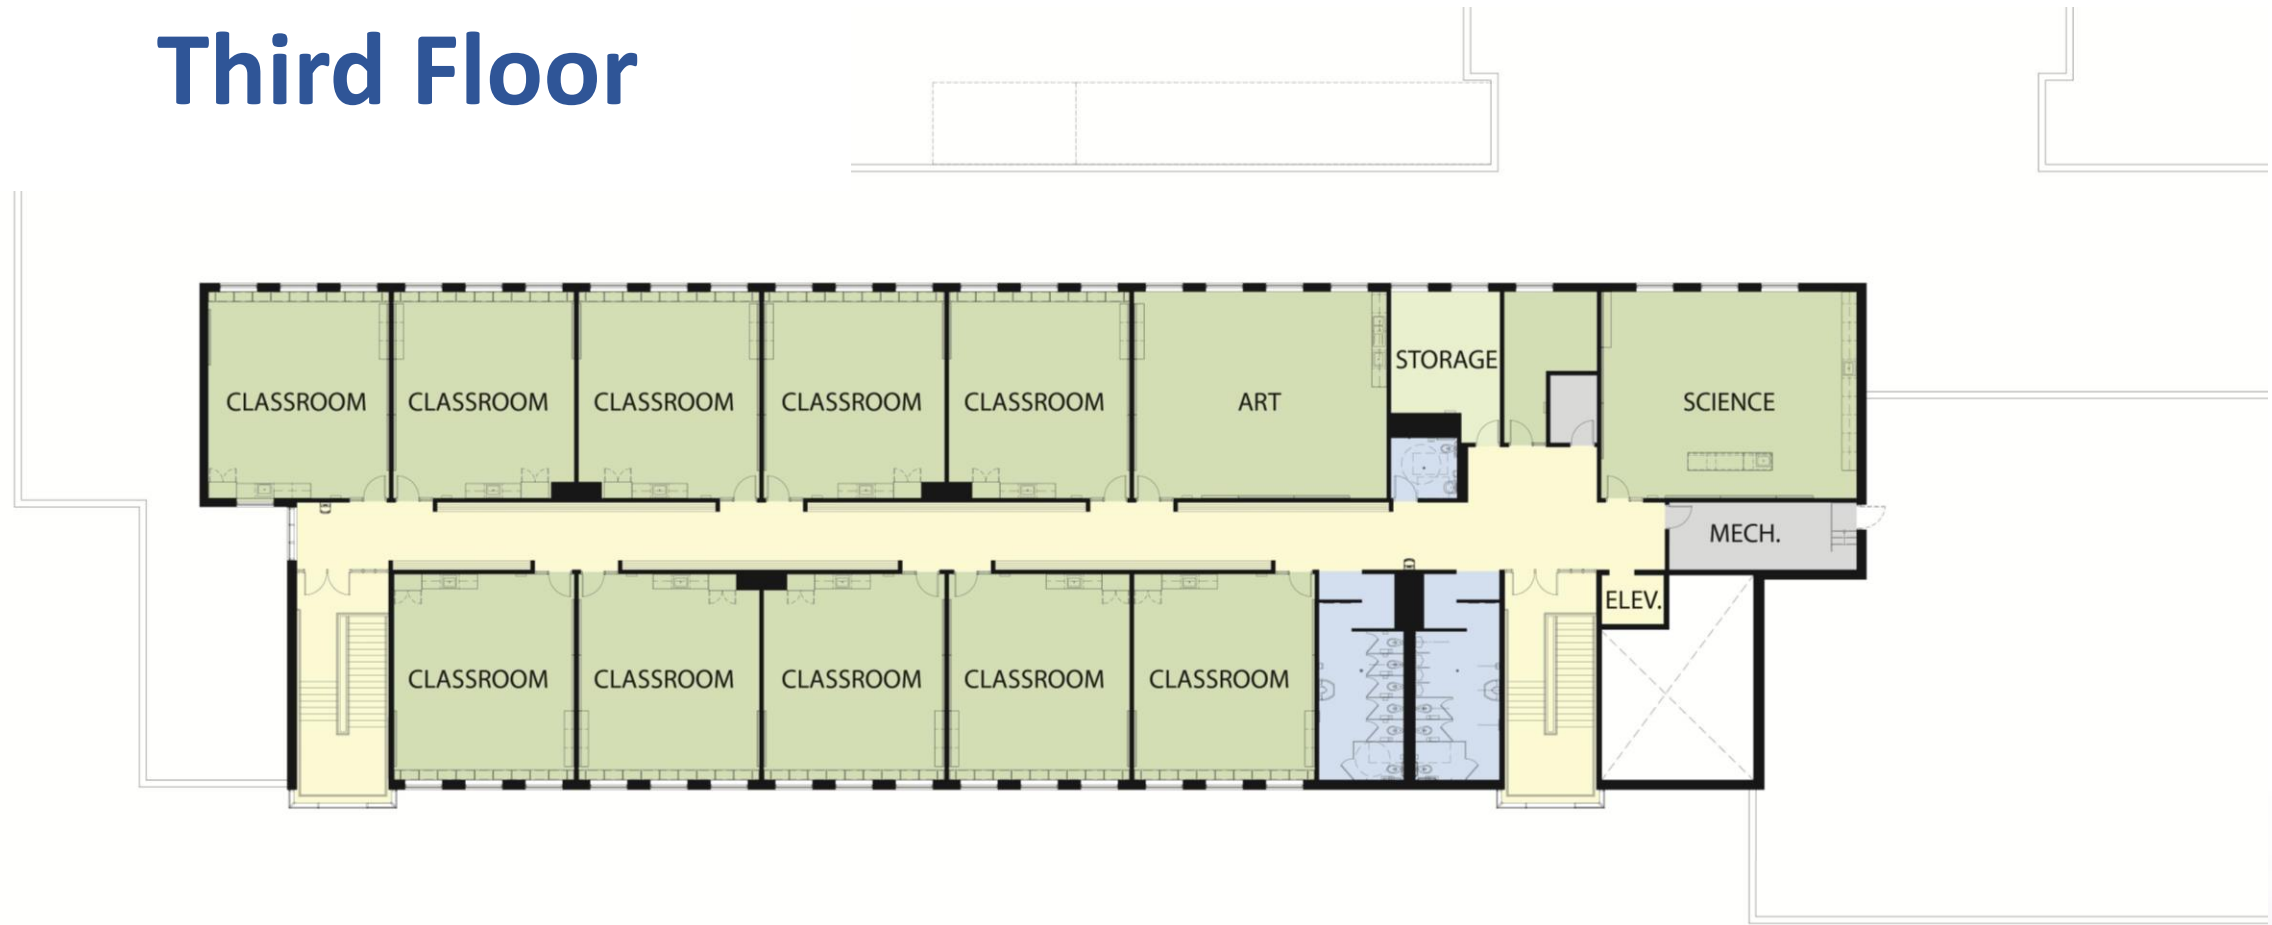 Third Floor
STORAGE
CLASSROOM
CLASSROOM
CLASSROOM
CLASSROOM
CLASSROOM
ART
SCIENCE
MECH.
ELEV.
CLASSROOM
CLASSROOM
CLASSROOM
CLASSROOM
CLASSROOM